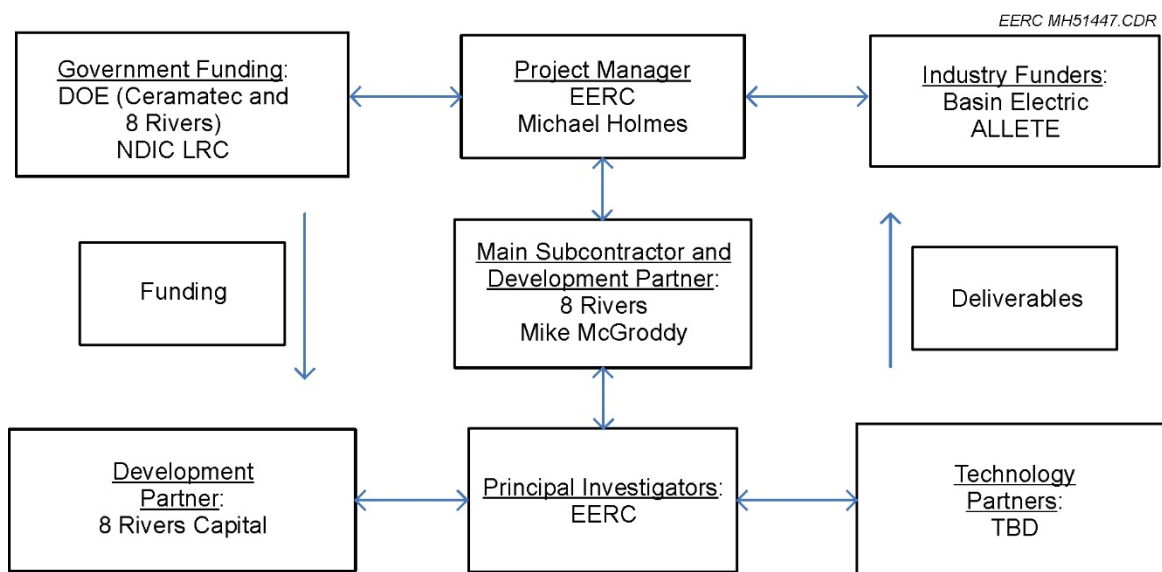 EERC MH51447.CDR
Government Funding:
DOE (Ceramatec and
8 Rivers)
NDIC LRC
Project Manager
EERC
Michael Holmes
Industry Funders:
Basin Electric
ALLETE
Funding
Main Subcontractor and
Development Partner:
8 Rivers
Mike McGroddy
Deliverables
Development
Partner:
8 Rivers Capital
Principal Investigators:
EERC
Technology
Partners:
TBD